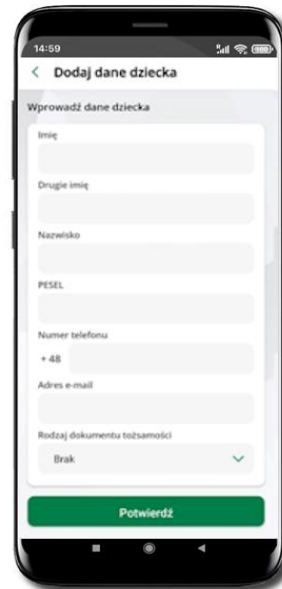 14:59
Dodaj dane dziecka
Wprowadź dane dziecka
Imię
Drugie imię
Nazwisko
PESEL
Numer telefonu
+ 48
Adres e-mail
Rodzaj dokumentu tożsamości
Brak
Potwierdź